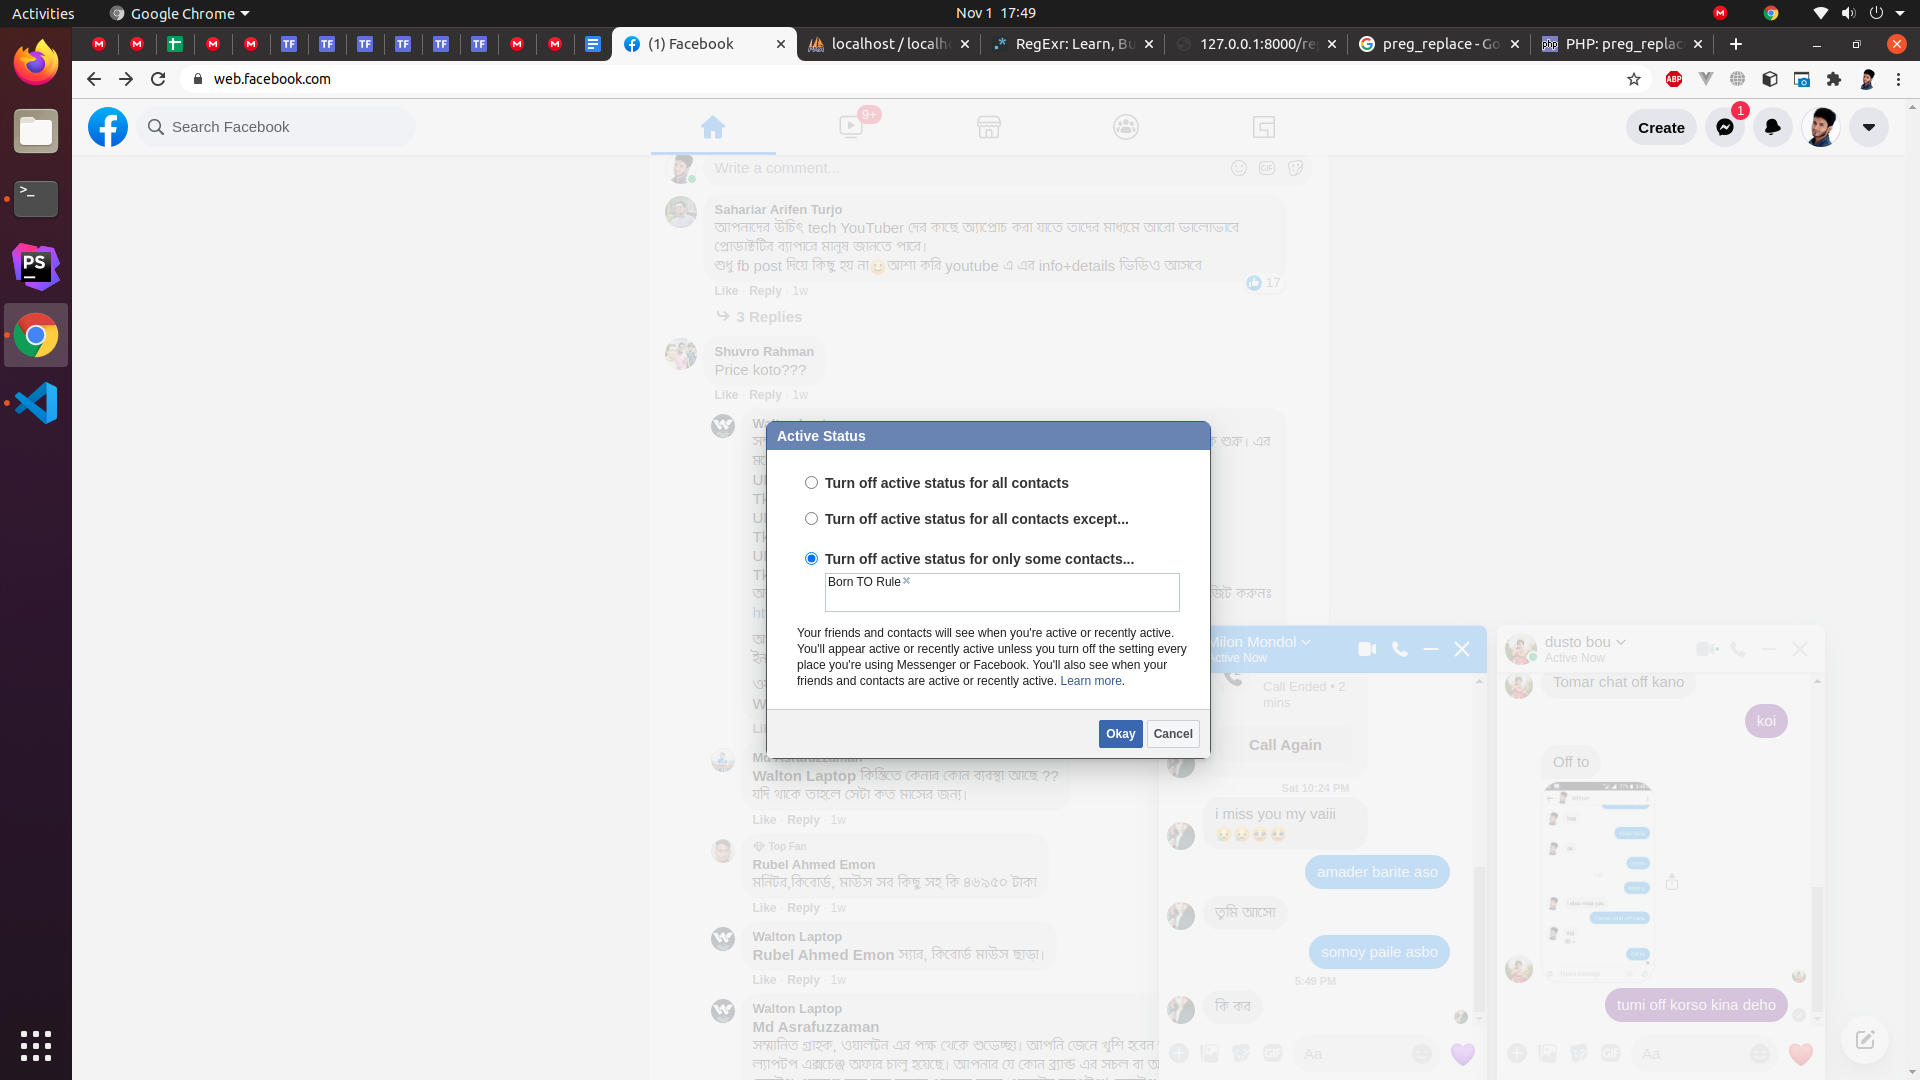 Activities
Google Chrome
Nov 1 17:49
(1) Facebook
localhost / localh
RegExr: Learn, Bu
127.0.0.1:8000/re
preg_replace - Go
PHP: preg_replac
web.facebook.com
Search Facebook
9+
Create
1
Write a comment...
Sahariar Arifen Turjo
আপনাদের উচিৎ tech YouTuber দের কাছে অ্যাপ্রোচ করা যাতে তাদের মাধ্যমে আরো ভালোভাবে
প্রোডাক্টটির ব্যাপারে মানুষ জানতে পারে।
শুধু fb post দিয়ে কিছু হয় না😀আশা করি youtube এ এর info+details ভিডিও আসবে
17
Like · Reply · 1w
3 Replies
Shuvro Rahman
Price koto???
Like · Reply · 1w
Active Status
Turn off active status for all contacts
Turn off active status for all contacts except...
Turn off active status for only some contacts...
Born TO Rule
Your friends and contacts will see when you're active or recently active.
You'll appear active or recently active unless you turn off the setting every
place you're using Messenger or Facebook. You'll also see when your
friends and contacts are active or recently active. Learn more.
Okay Cancel
Walton Laptop কিস্তিতে কেনার কোন ব্যবস্থা আছে ??
যদি থাকে তাহলে সেটা কত মাসের জন্য।
Like · Reply · 1w
Top Fan
Rubel Ahmed Emon
মনিটর,কিবোর্ড, মাউস সব কিছু সহ কি ৪৬৯৫০ টাকা
Like · Reply · 1w
Walton Laptop
Rubel Ahmed Emon স্যার, কিবোর্ড মাউস ছাড়া।
Like · Reply · 1w
Walton Laptop
Md Asrafuzzaman
সম্মানিত গ্রাহক, ওয়ালটন এর পক্ষ থেকে শুভেচ্ছা। আপনি জেনে খুশি হবেন
ল্যাপটপ এক্সচেঞ্জ অফার চালু হয়েছে। আপনার যে কোন ব্র্যান্ড এর সচল বা
Milon Mondol
Active Now
Call Ended • 2
mins
Call Again
Sat 10:24 PM
i miss you my vaiii
😢😢🥺🥺
amader barite aso
তুমি আসো
somoy paile asbo
5:49 PM
কি কর
Aa
dusto bou
Active Now
Tomar chat off kano
koi
Off to
tumi off korso kina deho
Aa